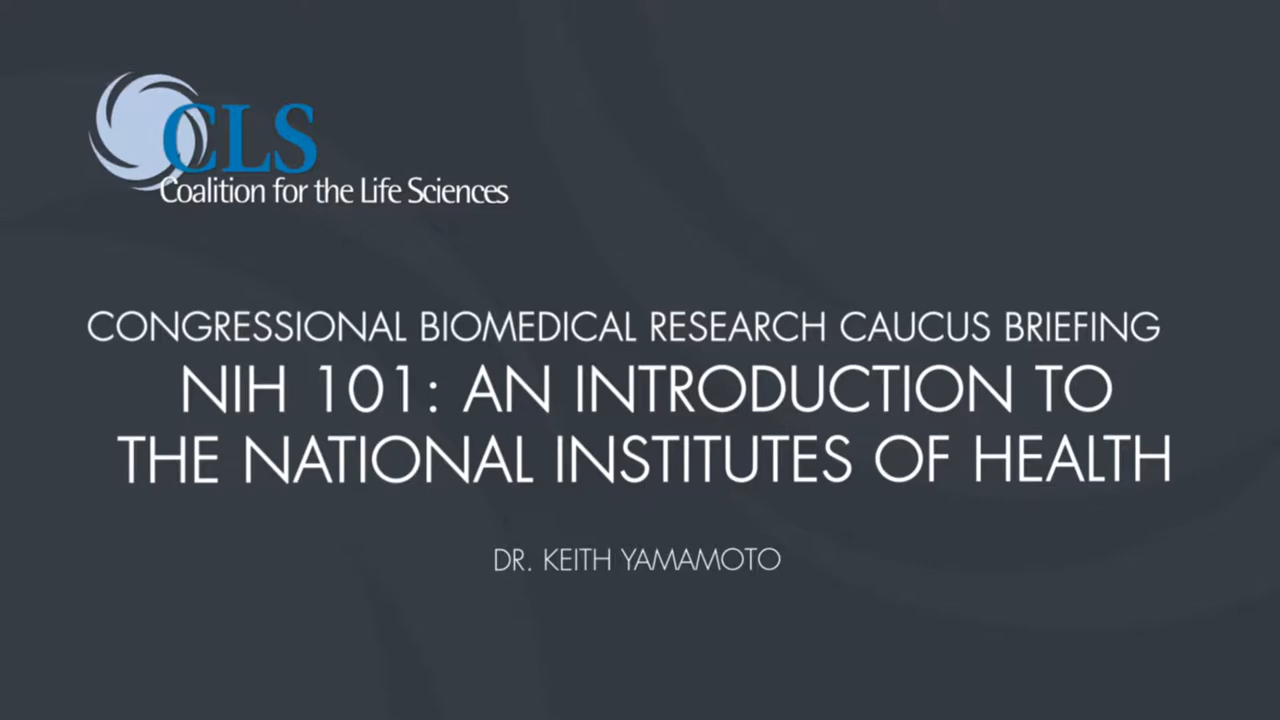 CLS
Coalition for the Life Sciences
CONGRESSIONAL BIOMEDICAL RESEARCH CAUCUS BRIEFING
NIH 101: AN INTRODUCTION TO
THE NATIONAL INSTITUTES OF HEALTH
DR. KEITH YAMAMOTO